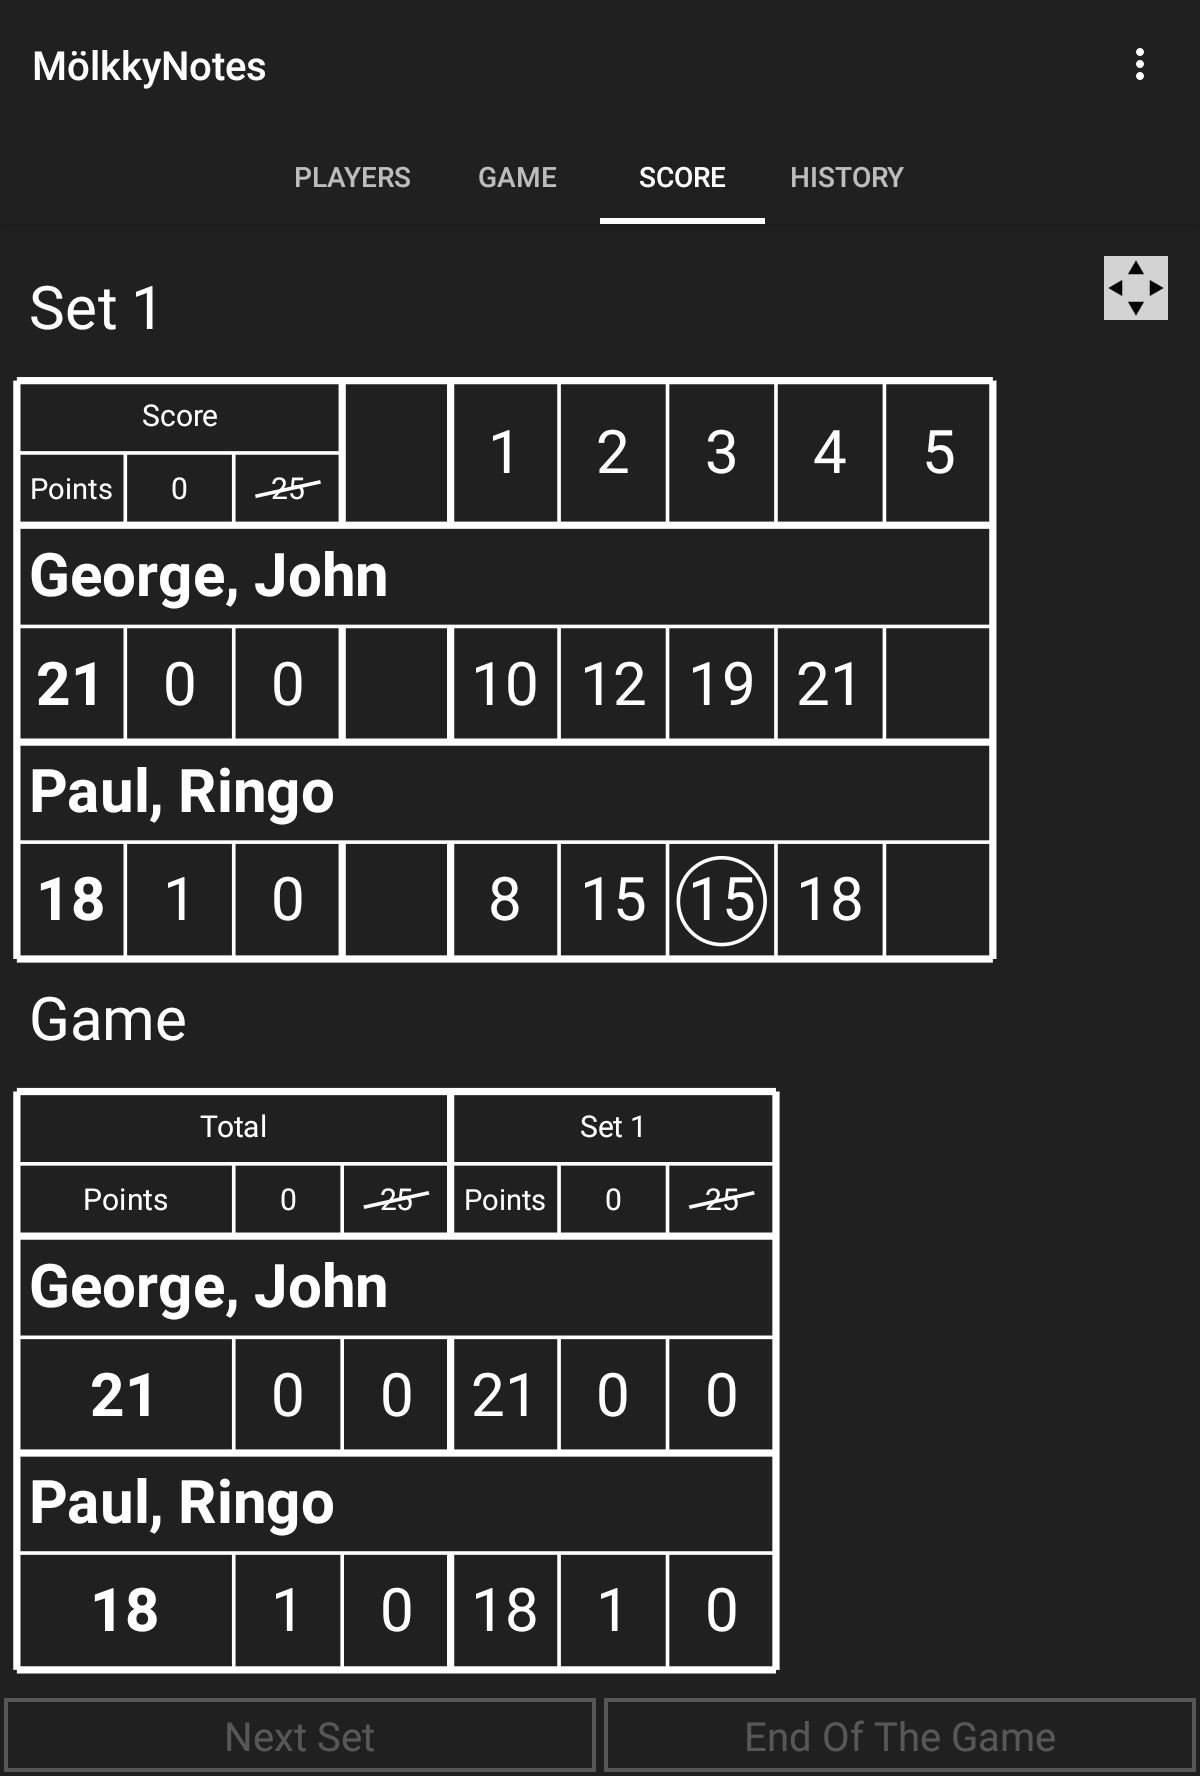 MölkkyNotes
PLAYERS GAME SCORE HISTORY
Set 1
Score 1 2 3 4 5
Points 0 25
George, John
21 0 0 10 12 19 21
Paul, Ringo
18 1 0 8 15 15 18
Game
Total Set 1
Points 0 25 Points 0 25
George, John
21 0 0 21 0 0
Paul, Ringo
18 1 0 18 1 0
Next Set End Of The Game